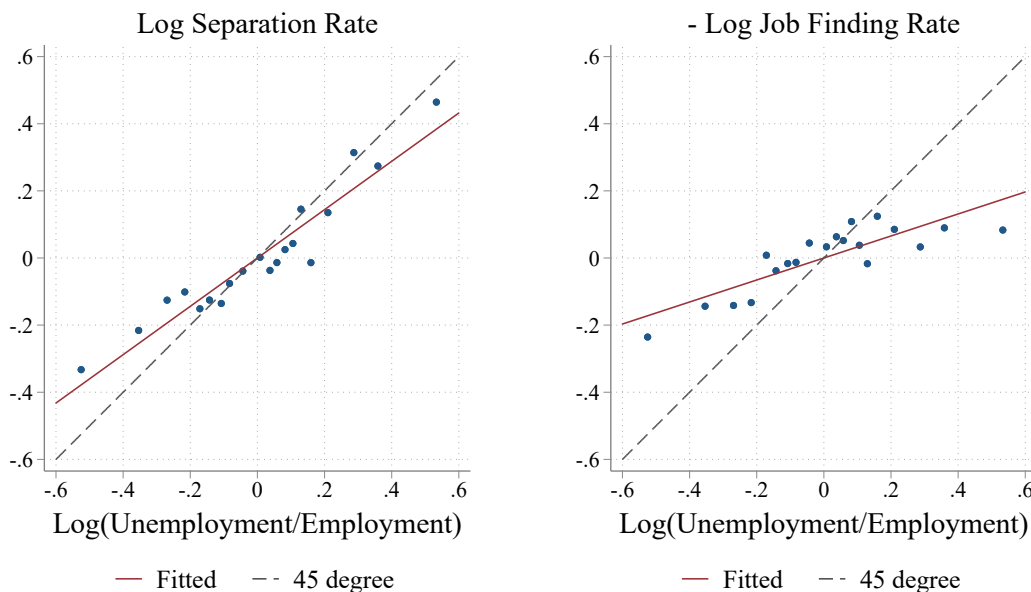 Log Separation Rate
.6
.4
.2
0
-.2
-.4
-.6
-.6 -.4 -.2 0 .2 .4 .6
Log(Unemployment/Employment)
Fitted 45 degree
- Log Job Finding Rate
.6
.4
.2
0
-.2
-.4
-.6
-.6 -.4 -.2 0 .2 .4 .6
Log(Unemployment/Employment)
Fitted 45 degree